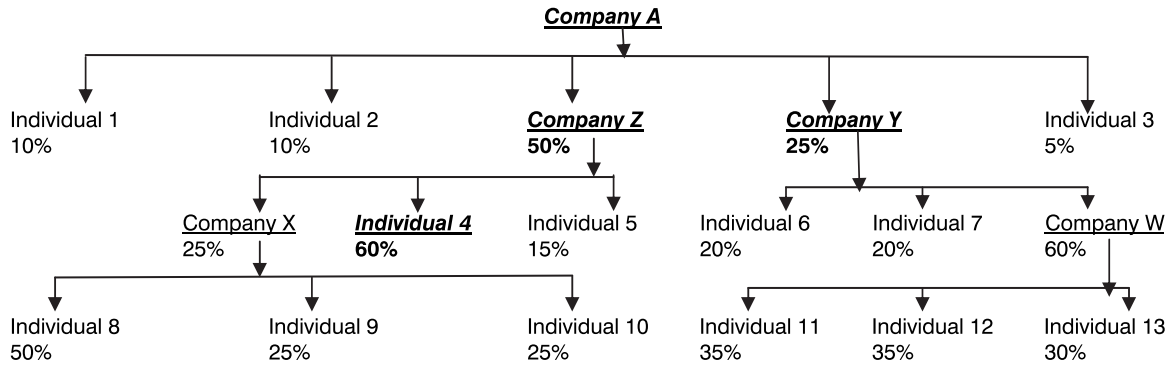 Company A
Individual 1
10%
Individual 2
10%
Company Z
50%
Company Y
25%
Individual 3
5%
Company X
25%
Individual 4
60%
Individual 5
15%
Individual 6
20%
Individual 7
20%
Company W
60%
Individual 8
50%
Individual 9
25%
Individual 10
25%
Individual 11
35%
Individual 12
35%
Individual 13
30%